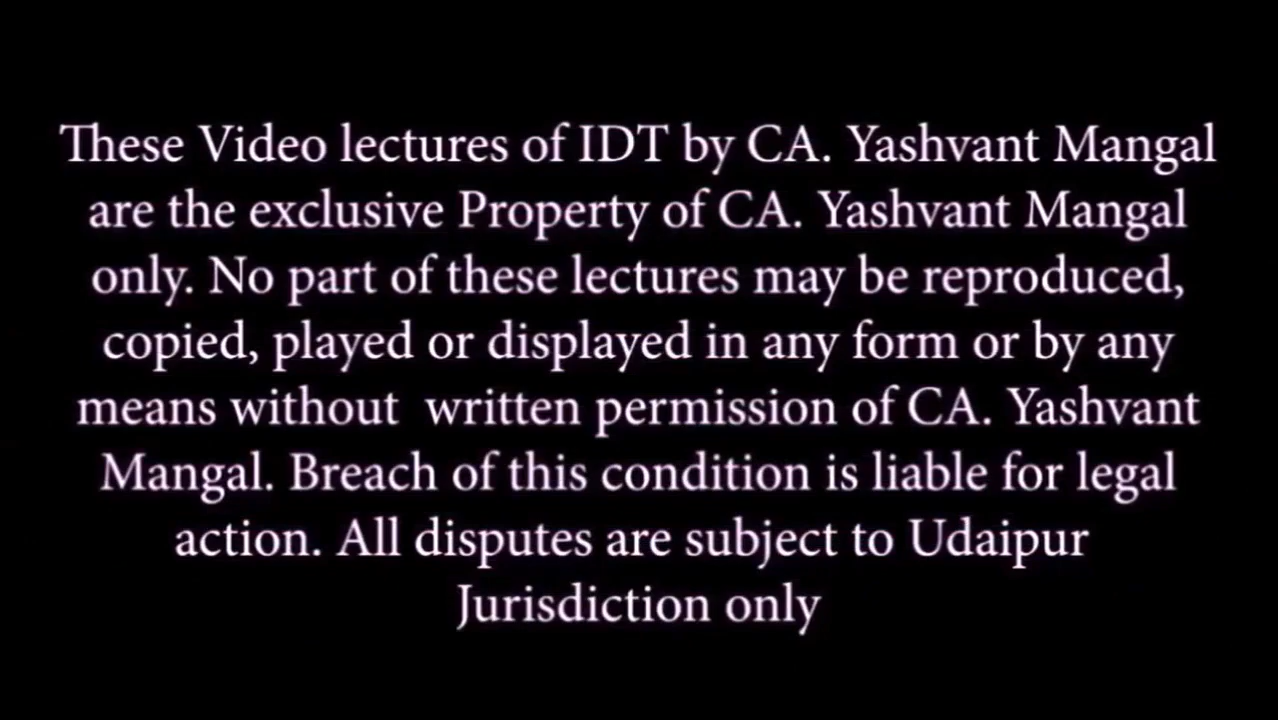 These Video lectures of IDT by CA. Yashvant Mangal
are the exclusive Property of CA. Yashvant Mangal
only. No part of these lectures may be reproduced,
copied, played or displayed in any form or by any
means without  written permission of CA. Yashvant
Mangal. Breach of this condition is liable for legal
action. All disputes are subject to Udaipur
Jurisdiction only